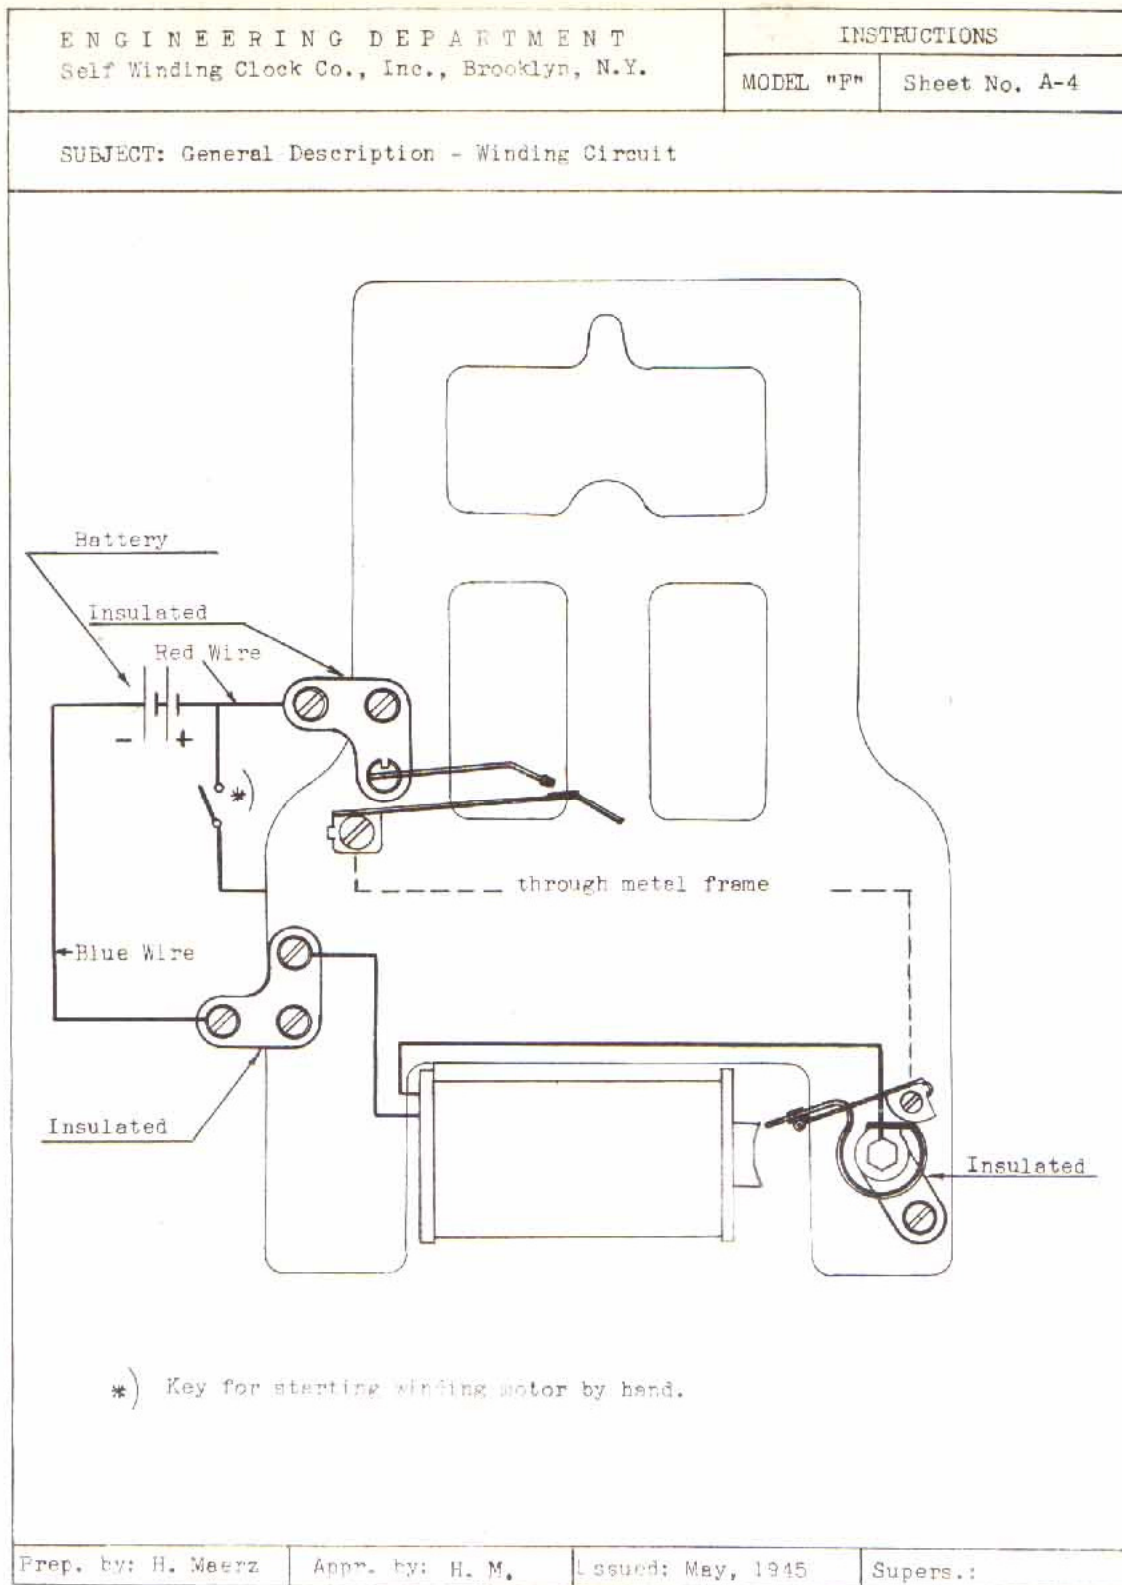 ENGINEERING DEPARTMENT
Self Winding Clock Co., Inc., Brooklyn, N.Y.
INSTRUCTIONS
MODEL "F"
Sheet No. A-4
SUBJECT: General Description - Winding Circuit
Battery
Insulated
Red Wire
- +
*)
through metal frame
Blue Wire
Insulated
Insulated
*) Key for starting winding motor by hand.
Prep. by: H. Maerz
Appr. by: H. M.
Issued: May, 1945
Supers.: